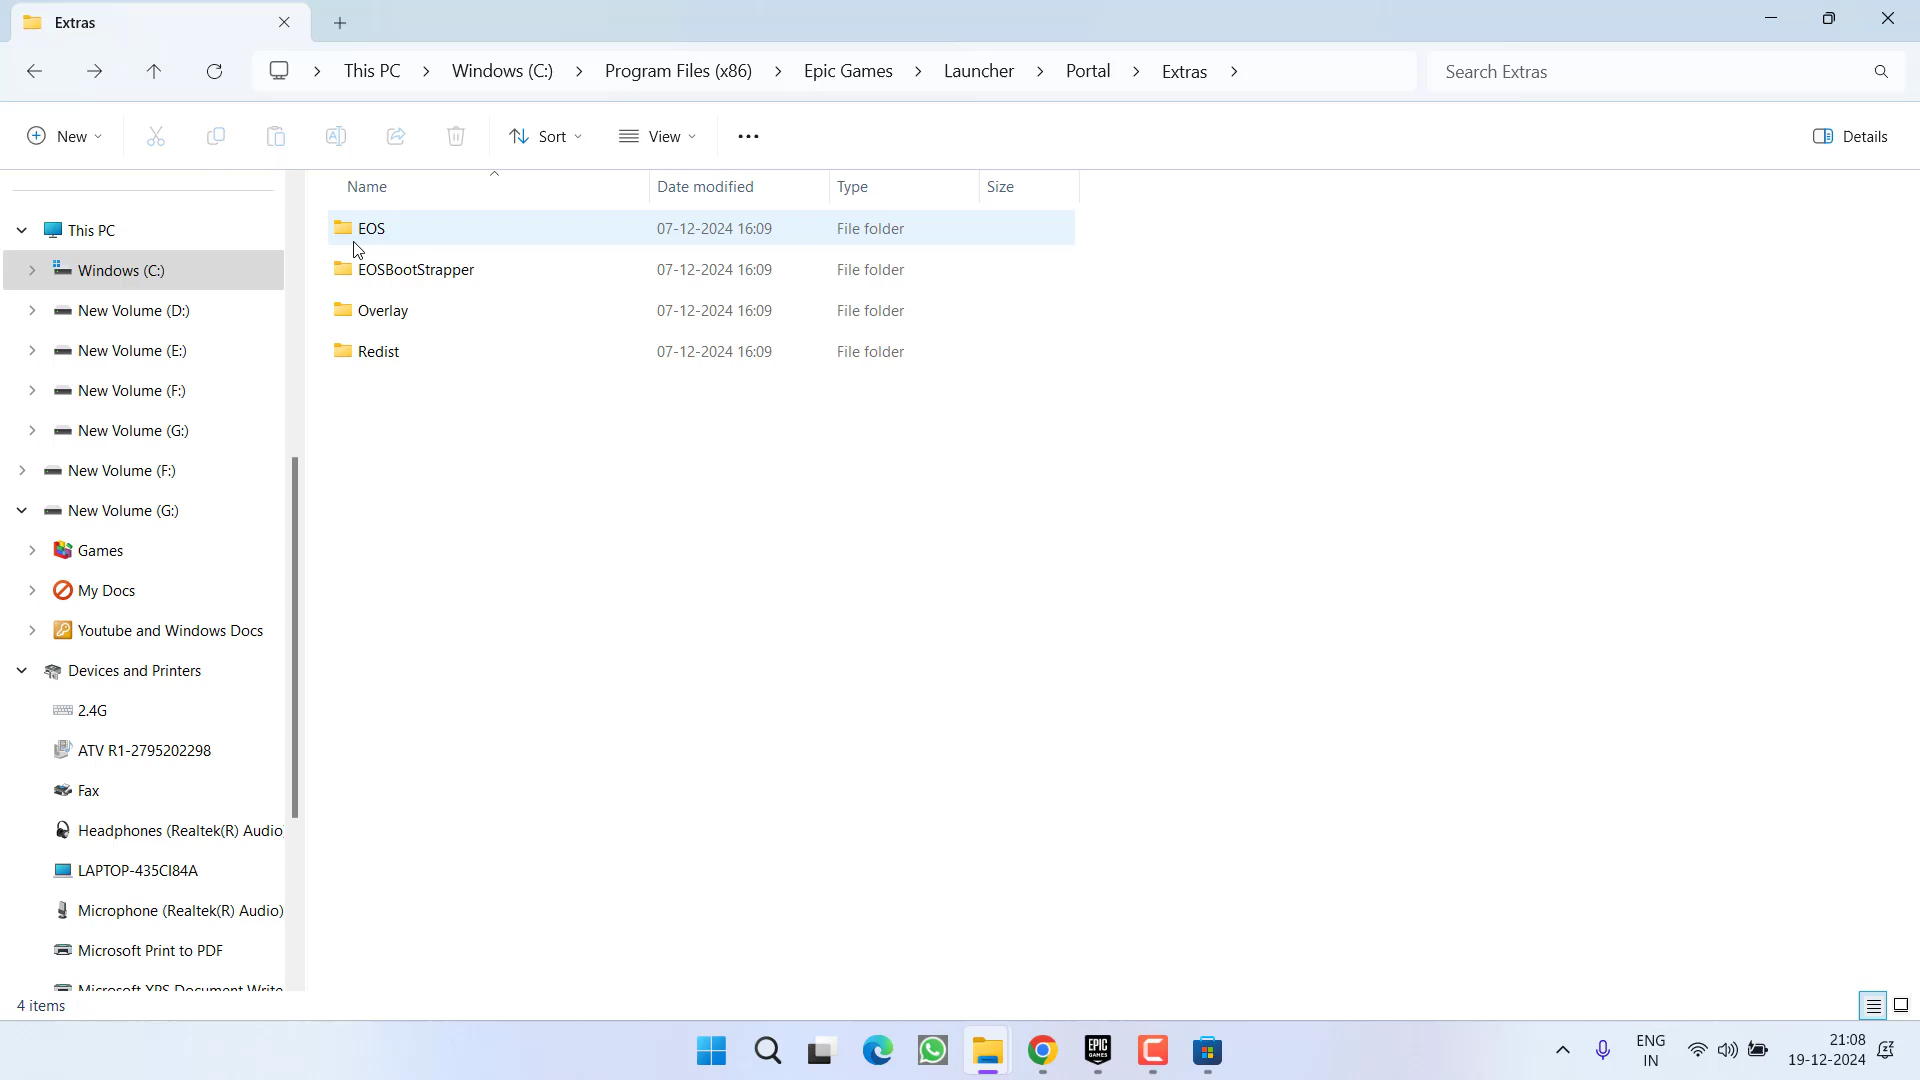 Extras
This PC
Windows (C:)
Program Files (x86)
Epic Games
Launcher
Portal
Extras
Search Extras
New
Sort
View
Details
Name
Date modified
Type
Size
EOS
07-12-2024 16:09
File folder
EOSBootStrapper
07-12-2024 16:09
File folder
Overlay
07-12-2024 16:09
File folder
Redist
07-12-2024 16:09
File folder
This PC
Windows (C:)
New Volume (D:)
New Volume (E:)
New Volume (F:)
New Volume (G:)
New Volume (F:)
New Volume (G:)
Games
My Docs
Youtube and Windows Docs
Devices and Printers
2.4G
ATV R1-2795202298
Fax
Headphones (Realtek(R) Audio)
LAPTOP-435CI84A
Microphone (Realtek(R) Audio)
Microsoft Print to PDF
Microsoft XPS Document Write
4 items
EPIC
GAMES
ENG
IN
21:08
19-12-2024